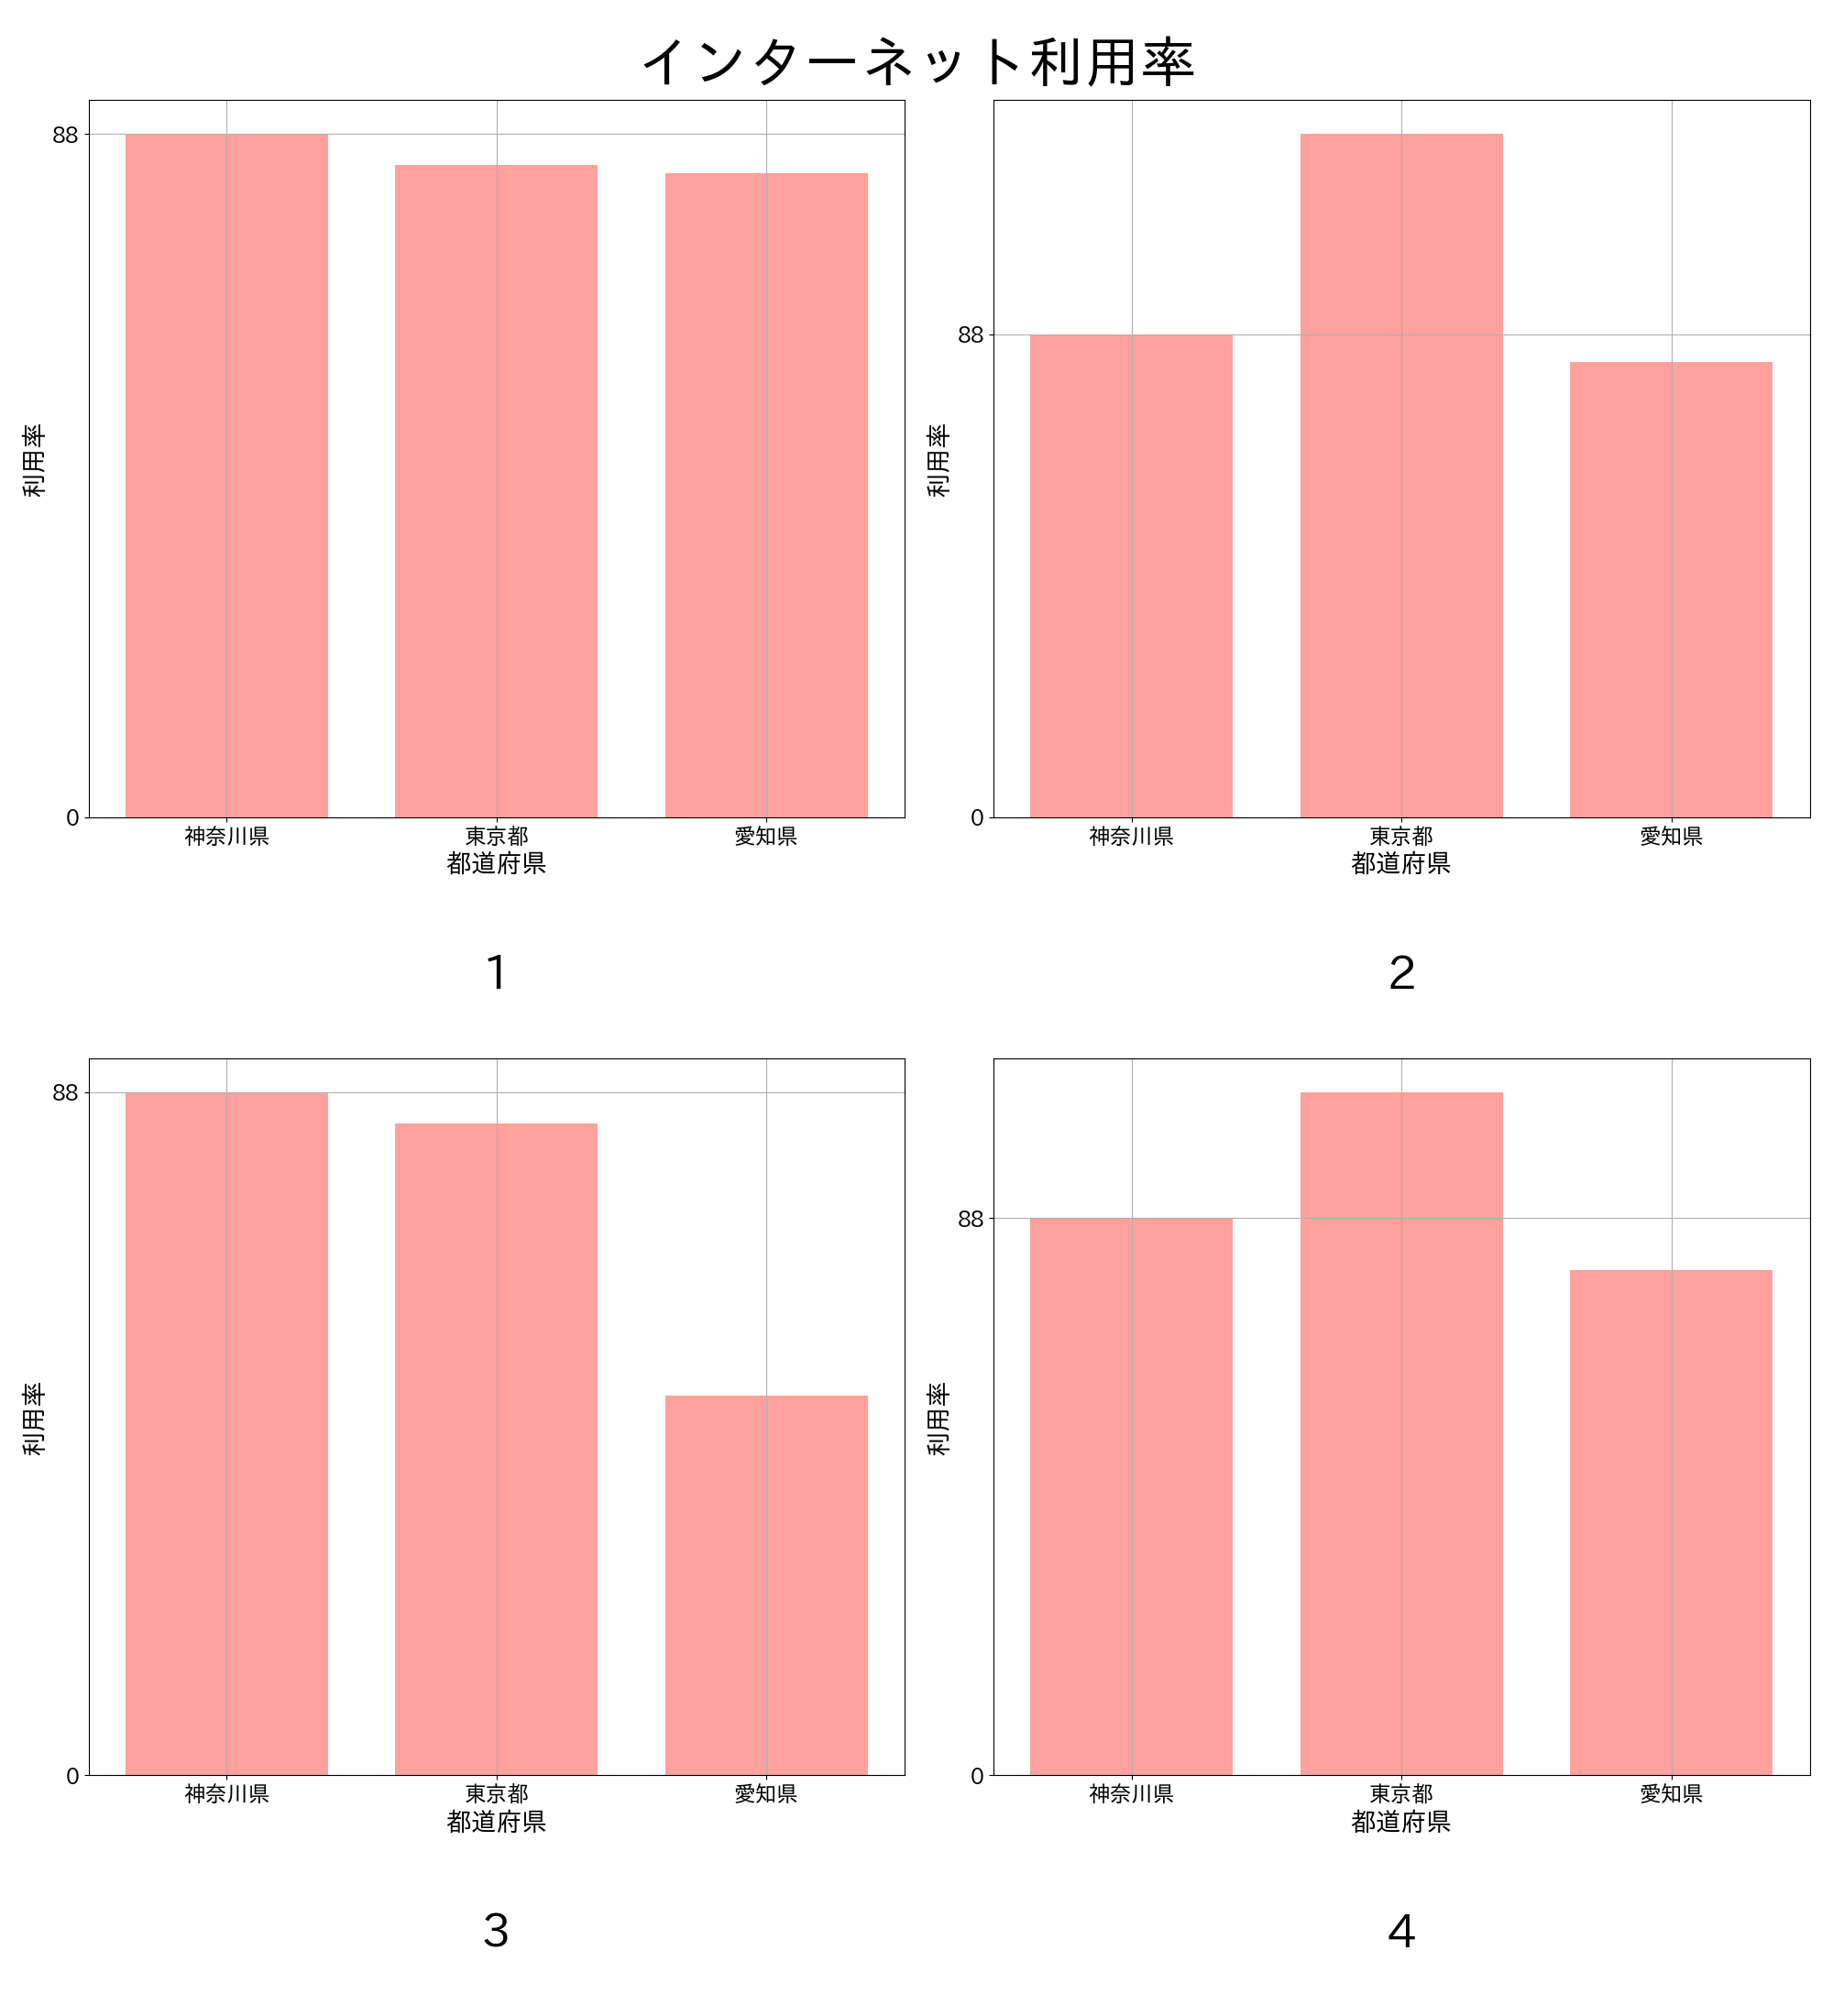 インターネット利用率
88
0
利用率
神奈川県 東京都 愛知県
都道府県
1
88
0
利用率
神奈川県 東京都 愛知県
都道府県
2
88
0
利用率
神奈川県 東京都 愛知県
都道府県
3
88
0
利用率
神奈川県 東京都 愛知県
都道府県
4